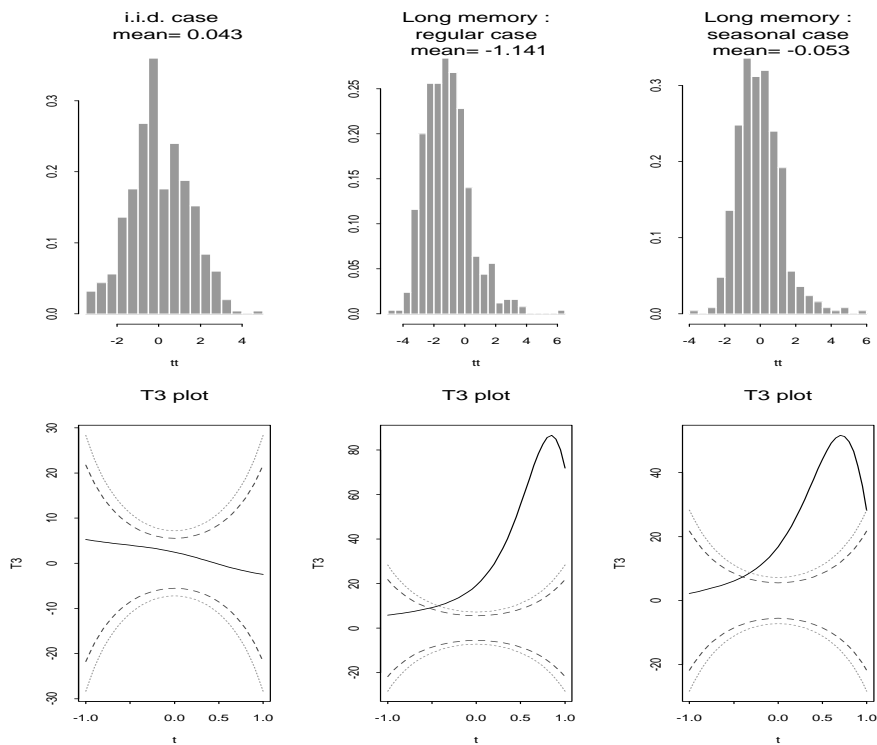 i.i.d. case
mean= 0.043
Long memory :
regular case
mean= -1.141
Long memory :
seasonal case
mean= -0.053
0.0 0.1 0.2 0.3
-2 0 2 4
tt
0.0 0.05 0.10 0.15 0.20 0.25
-4 -2 0 2 4 6
tt
0.0 0.1 0.2 0.3
-4 -2 0 2 4 6
tt
T3 plot
T3
-30 -20 -10 0 10 20 30
-1.0 0.0 0.5 1.0
t
T3 plot
T3
-20 0 20 40 60 80
-1.0 0.0 0.5 1.0
t
T3 plot
T3
-20 0 20 40
-1.0 0.0 0.5 1.0
t